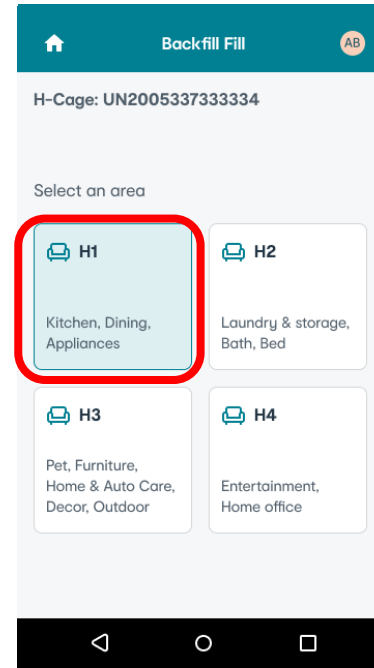 Backfill Fill
AB
H-Cage: UN2005337333334
Select an area
H1
Kitchen, Dining,
Appliances
H2
Laundry & storage,
Bath, Bed
H3
Pet, Furniture,
Home & Auto Care,
Decor, Outdoor
H4
Entertainment,
Home office